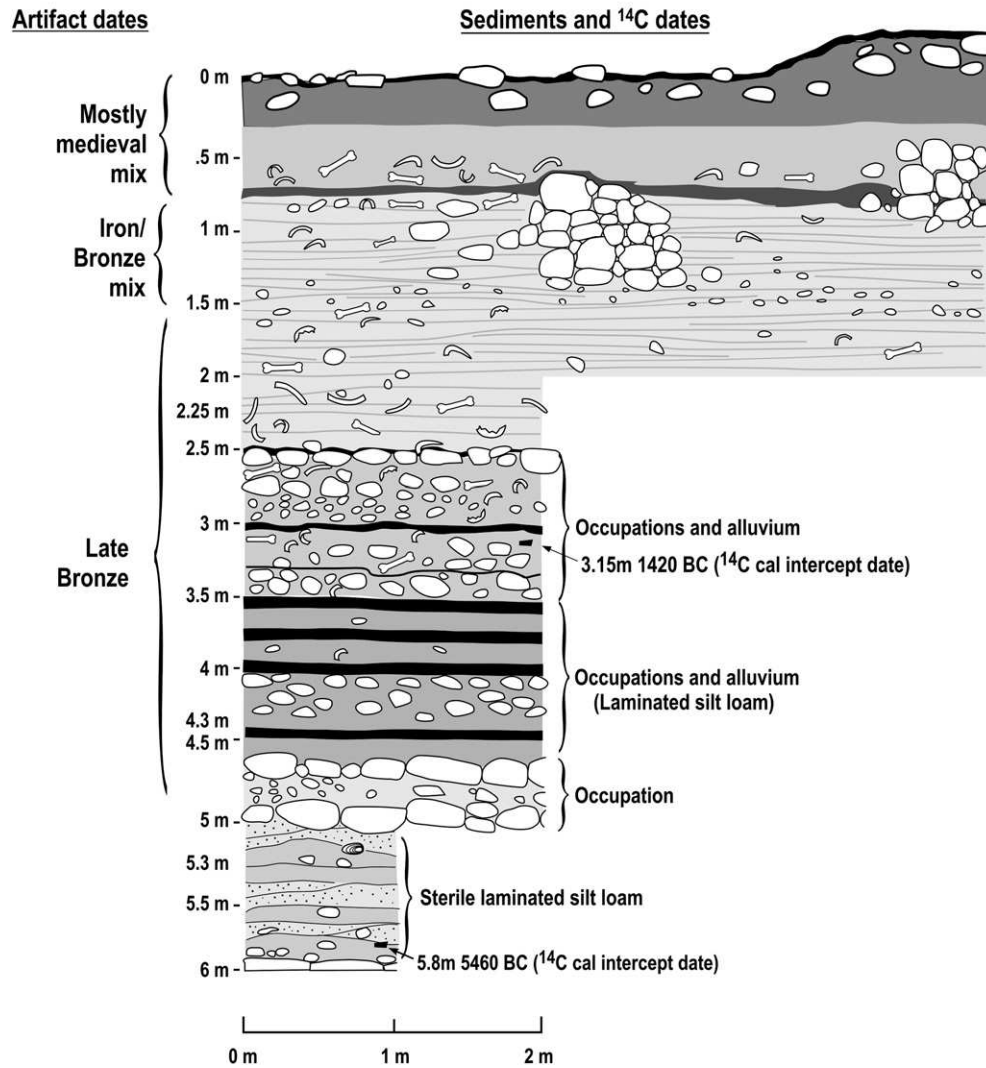 Artifact dates
Sediments and ¹⁴C dates
0 m
Mostly
medieval
mix
.5 m
Iron/
Bronze
mix
1 m
1.5 m
2 m
2.25 m
2.5 m
3 m
3.5 m
4 m
4.3 m
4.5 m
5 m
5.3 m
5.5 m
6 m
Late
Bronze
Occupations and alluvium
3.15m 1420 BC (¹⁴C cal intercept date)
Occupations and alluvium
(Laminated silt loam)
Occupation
Sterile laminated silt loam
5.8m 5460 BC (¹⁴C cal intercept date)
0 m
1 m
2 m